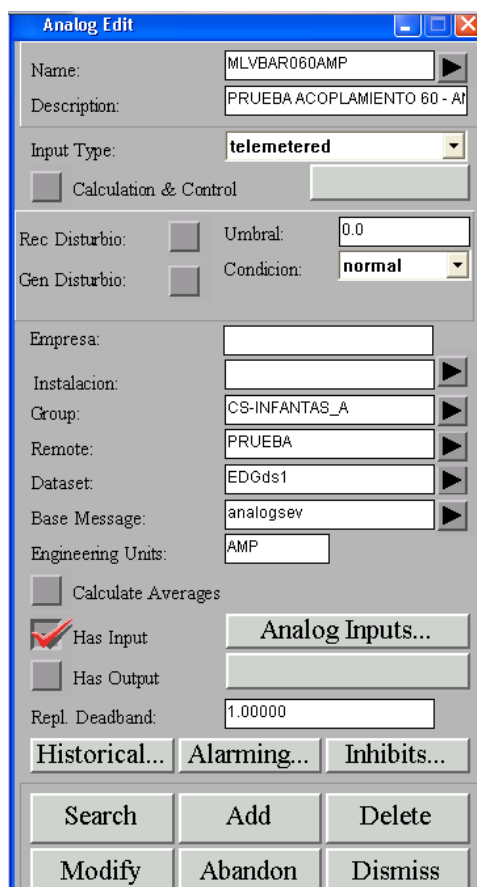 Analog Edit
Name: MLVBAR060AMP
Description: PRUEBA ACOPLAMIENTO 60 -
Input Type: telemetered
Calculation & Control
Rec Disturbio: Umbral: 0.0
Gen Disturbio: Condicion: normal
Empresa:
Instalacion:
Group: CS-INFANTAS_A
Remote: PRUEBA
Dataset: EDGds1
Base Message: analogsev
Engineering Units: AMP
Calculate Averages
Has Input Analog Inputs...
Has Output
Repl. Deadband: 1.00000
Historical... Alarming... Inhibits...
Search Add Delete
Modify Abandon Dismiss